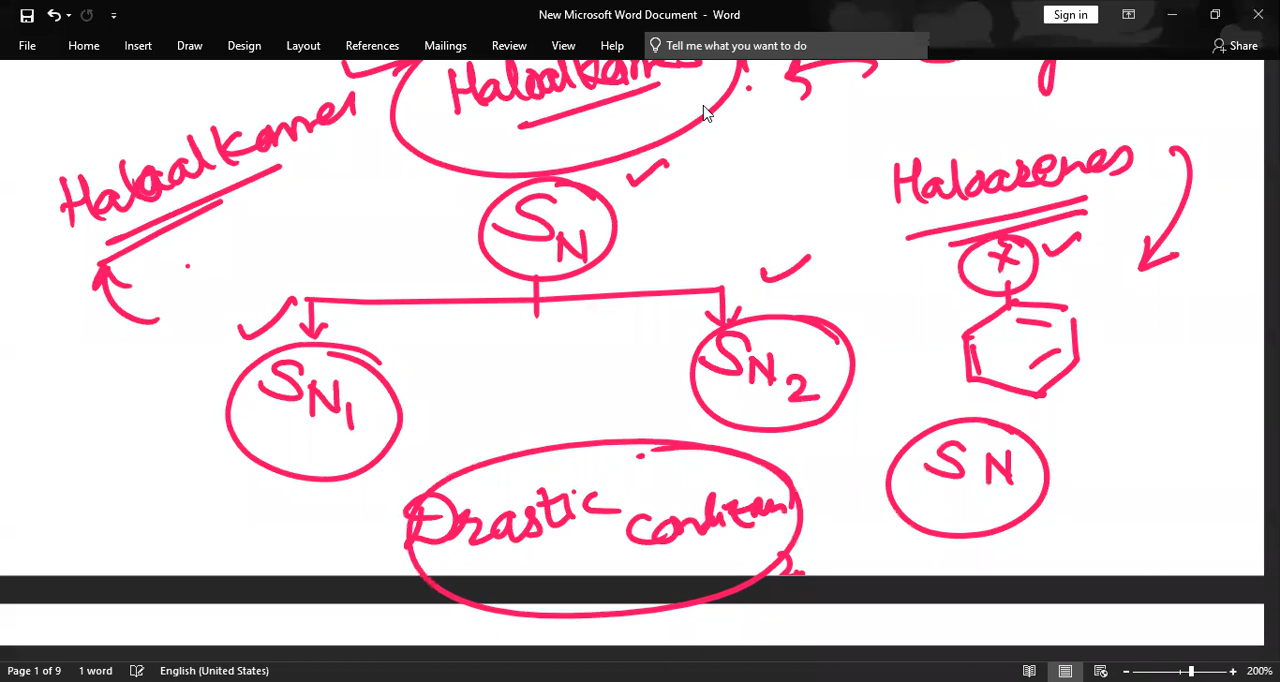 New Microsoft Word Document - Word
Sign in
File Home Insert Draw Design Layout References Mailings Review View Help Tell me what you want to do Share
Haloalkanes
Haloalkanes
Haloarenes
SN
X
SN1
SN2
SN
Drastic conditions
Page 1 of 9 1 word English (United States) 200%